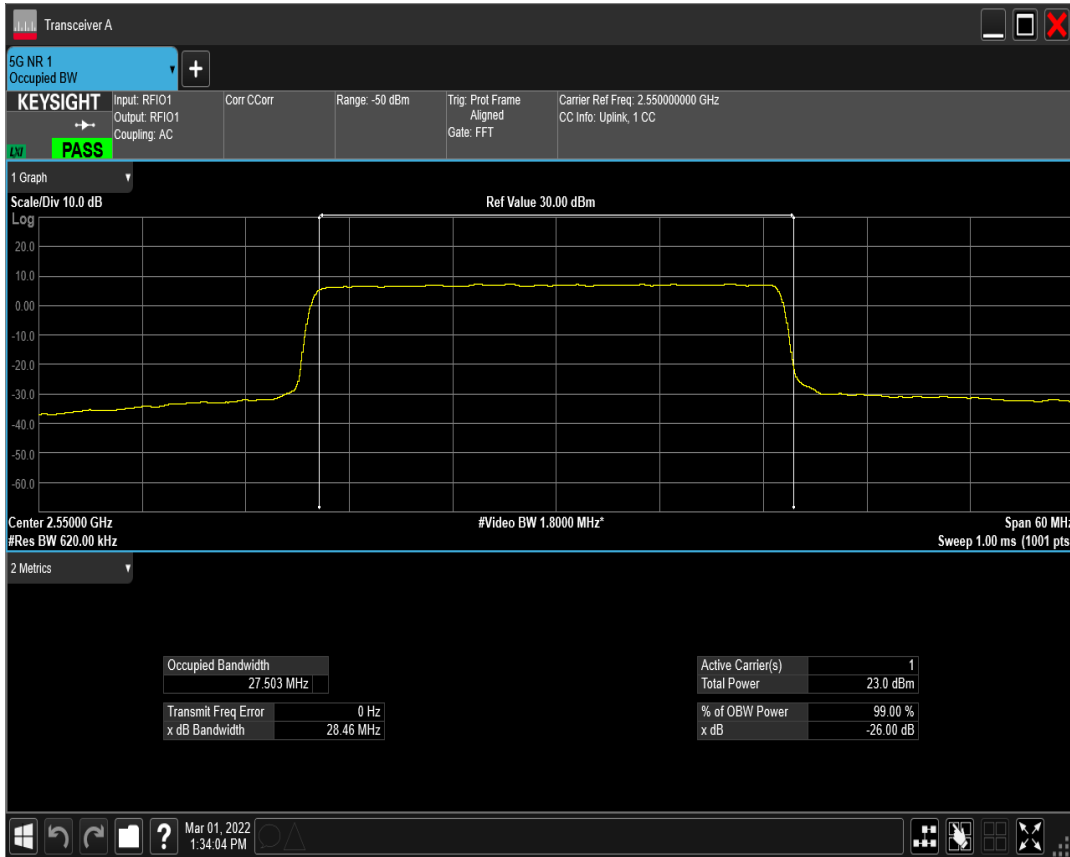 Transceiver A
5G NR 1
Occupied BW
+
KEYSIGHT
LXI
PASS
Input: RFIO1
Output: RFIO1
Coupling: AC
Corr CCorr
Range: -50 dBm
Trig: Prot Frame
Aligned
Gate: FFT
Carrier Ref Freq: 2.550000000 GHz
CC Info: Uplink, 1 CC
1 Graph
Scale/Div 10.0 dB
Ref Value 30.00 dBm
Log
20.0
10.0
0.00
-10.0
-20.0
-30.0
-40.0
-50.0
-60.0
Center 2.55000 GHz
#Video BW 1.8000 MHz*
Span 60 MHz
#Res BW 620.00 kHz
Sweep 1.00 ms (1001 pts
2 Metrics
Occupied Bandwidth
27.503 MHz
Transmit Freq Error 0 Hz
x dB Bandwidth 28.46 MHz
Active Carrier(s) 1
Total Power 23.0 dBm
% of OBW Power 99.00 %
x dB -26.00 dB
?
Mar 01, 2022
1:34:04 PM